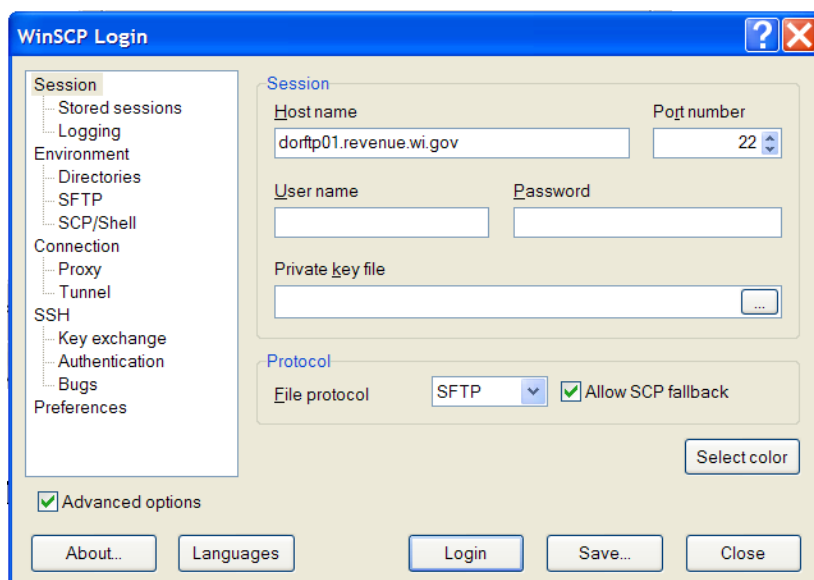 WinSCP Login
Session
Stored sessions
Logging
Environment
Directories
SFTP
SCP/Shell
Connection
Proxy
Tunnel
SSH
Key exchange
Authentication
Bugs
Preferences
Advanced options
Session
Host name Port number
dorftp01.revenue.wi.gov 22
User name Password
Private key file
...
Protocol
File protocol SFTP Allow SCP fallback
Select color
About... Languages Login Save... Close